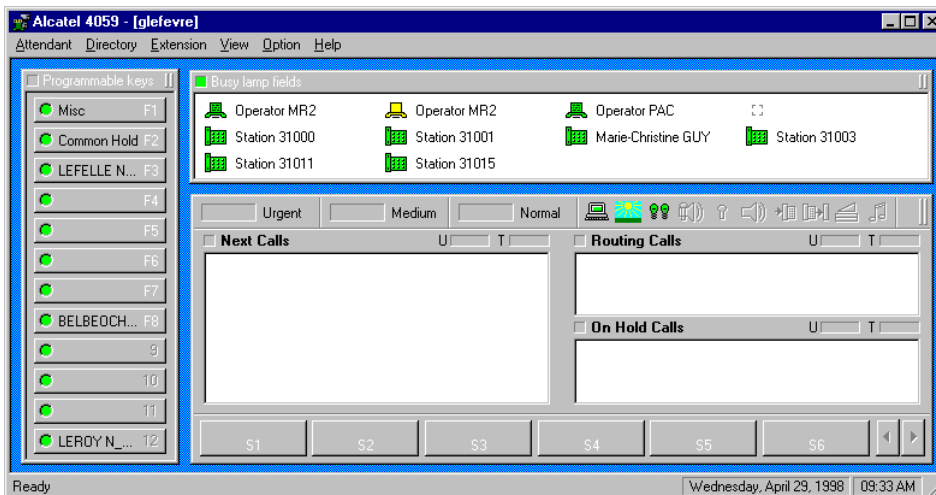 Alcatel 4059 - [glefevre]
Attendant Directory Extension View Option Help
Programmable keys
Misc F1
Common Hold F2
LEFELLE N... F3
F4
F5
F6
F7
BELBEOCH... F8
9
10
11
LEROY N_... 12
Busy lamp fields
Operator MR2 Operator MR2 Operator PAC
Station 31000 Station 31001 Marie-Christine GUY Station 31003
Station 31011 Station 31015
Urgent Medium Normal
Next Calls U T
Routing Calls U T
On Hold Calls U T
S1 S2 S3 S4 S5 S6
Ready Wednesday, April 29, 1998 09:33 AM